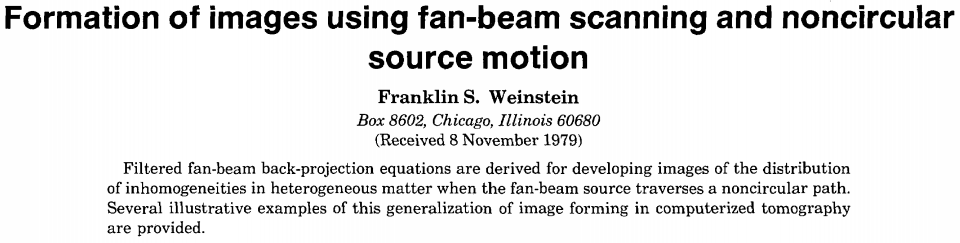 Formation of images using fan-beam scanning and noncircular
source motion
Franklin S. Weinstein
Box 8602, Chicago, Illinois 60680
(Received 8 November 1979)
Filtered fan-beam back-projection equations are derived for developing images of the distribution
of inhomogeneities in heterogeneous matter when the fan-beam source traverses a noncircular path.
Several illustrative examples of this generalization of image forming in computerized tomography
are provided.